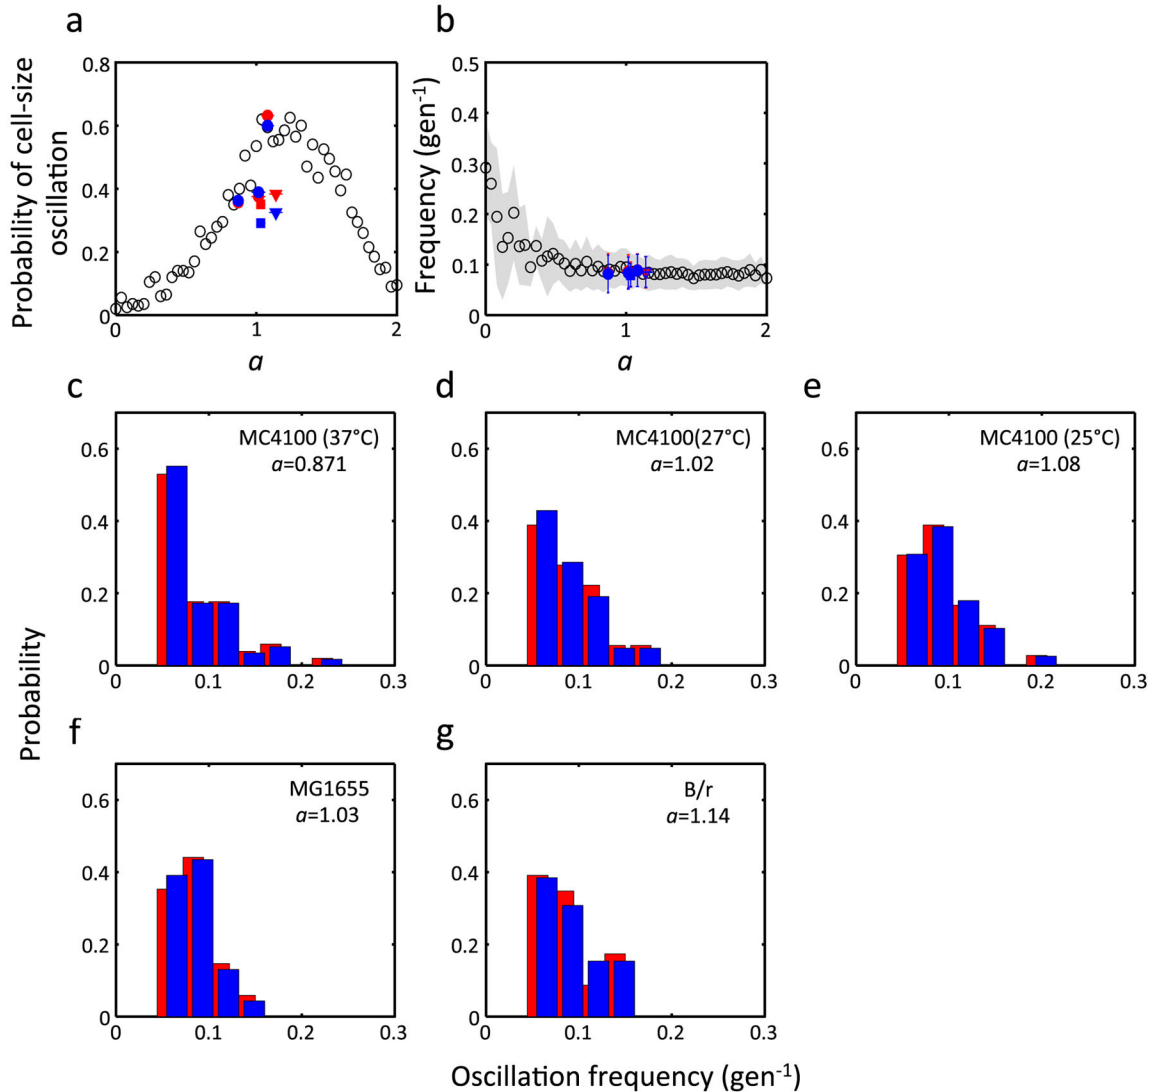 a
b
0.8
0.6
0.4
0.2
0
0
1
2
Probability of cell-size
oscillation
a
0.5
0.4
0.3
0.2
0.1
0
0
1
2
Frequency (gen-1)
a
c
d
e
MC4100 (37°C)
a=0.871
0.6
0.4
0.2
0
0
0.1
0.2
0.3
MC4100(27°C)
a=1.02
0.6
0.4
0.2
0
0
0.1
0.2
0.3
MC4100 (25°C)
a=1.08
0.6
0.4
0.2
0
0
0.1
0.2
0.3
Probability
f
g
MG1655
a=1.03
0.6
0.4
0.2
0
0
0.1
0.2
0.3
B/r
a=1.14
0.6
0.4
0.2
0
0
0.1
0.2
0.3
Oscillation frequency (gen-1)